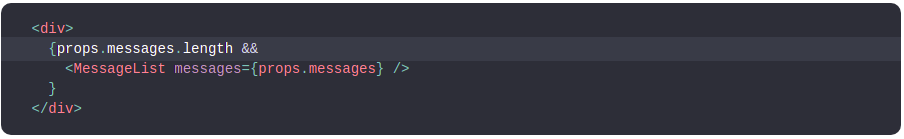 <div>
  {props.messages.length &&
    <MessageList messages={props.messages} />
  }
</div>